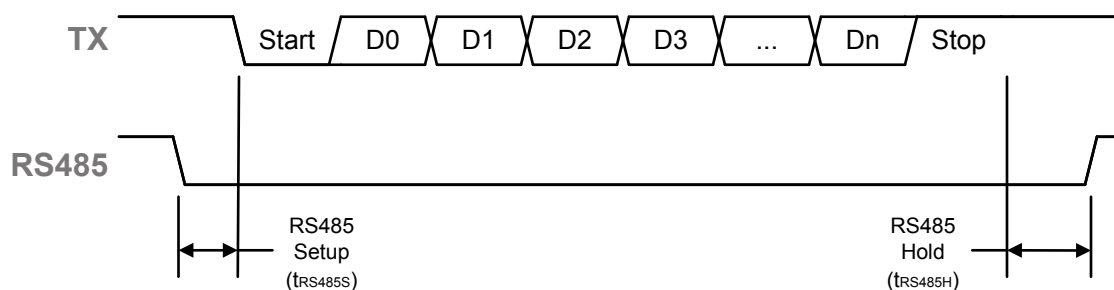 TX Start D0 D1 D2 D3 ... Dn Stop
RS485
RS485
Setup
(tRS485S)
RS485
Hold
(tRS485H)